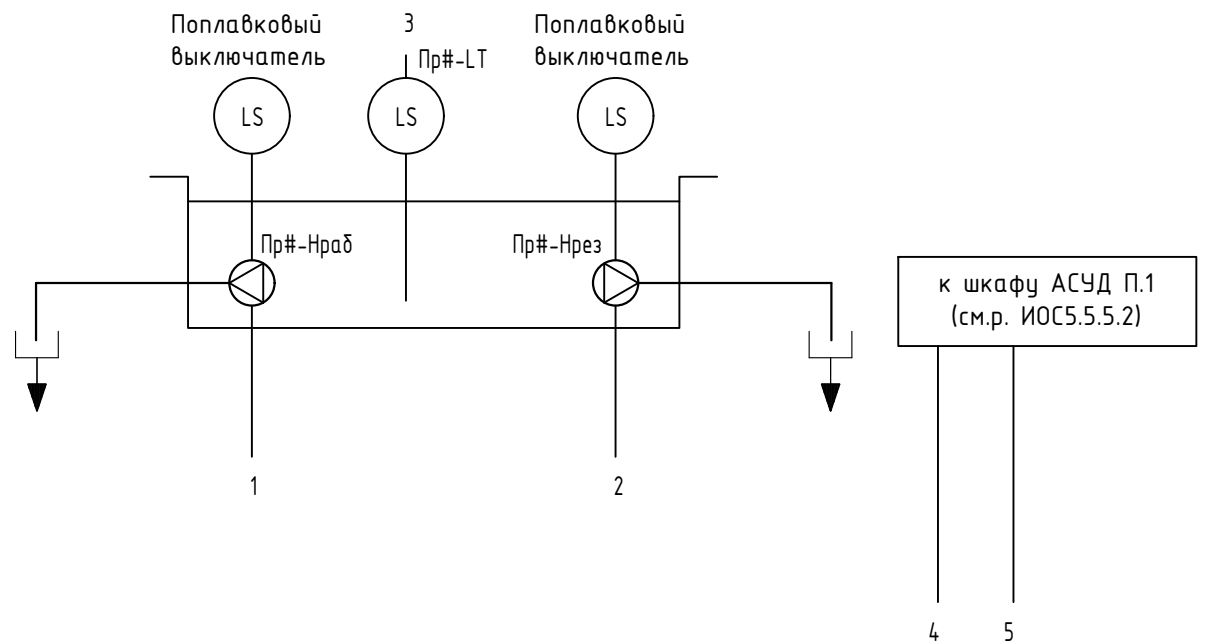 Поплавковый
выключатель
3
Пр#-LT
Поплавковый
выключатель
LS
LS
LS
Пр#-Нраб
Пр#-Нрез
к шкафу АСУД П.1
(см.р. ИОС5.5.5.2)
1
2
4
5